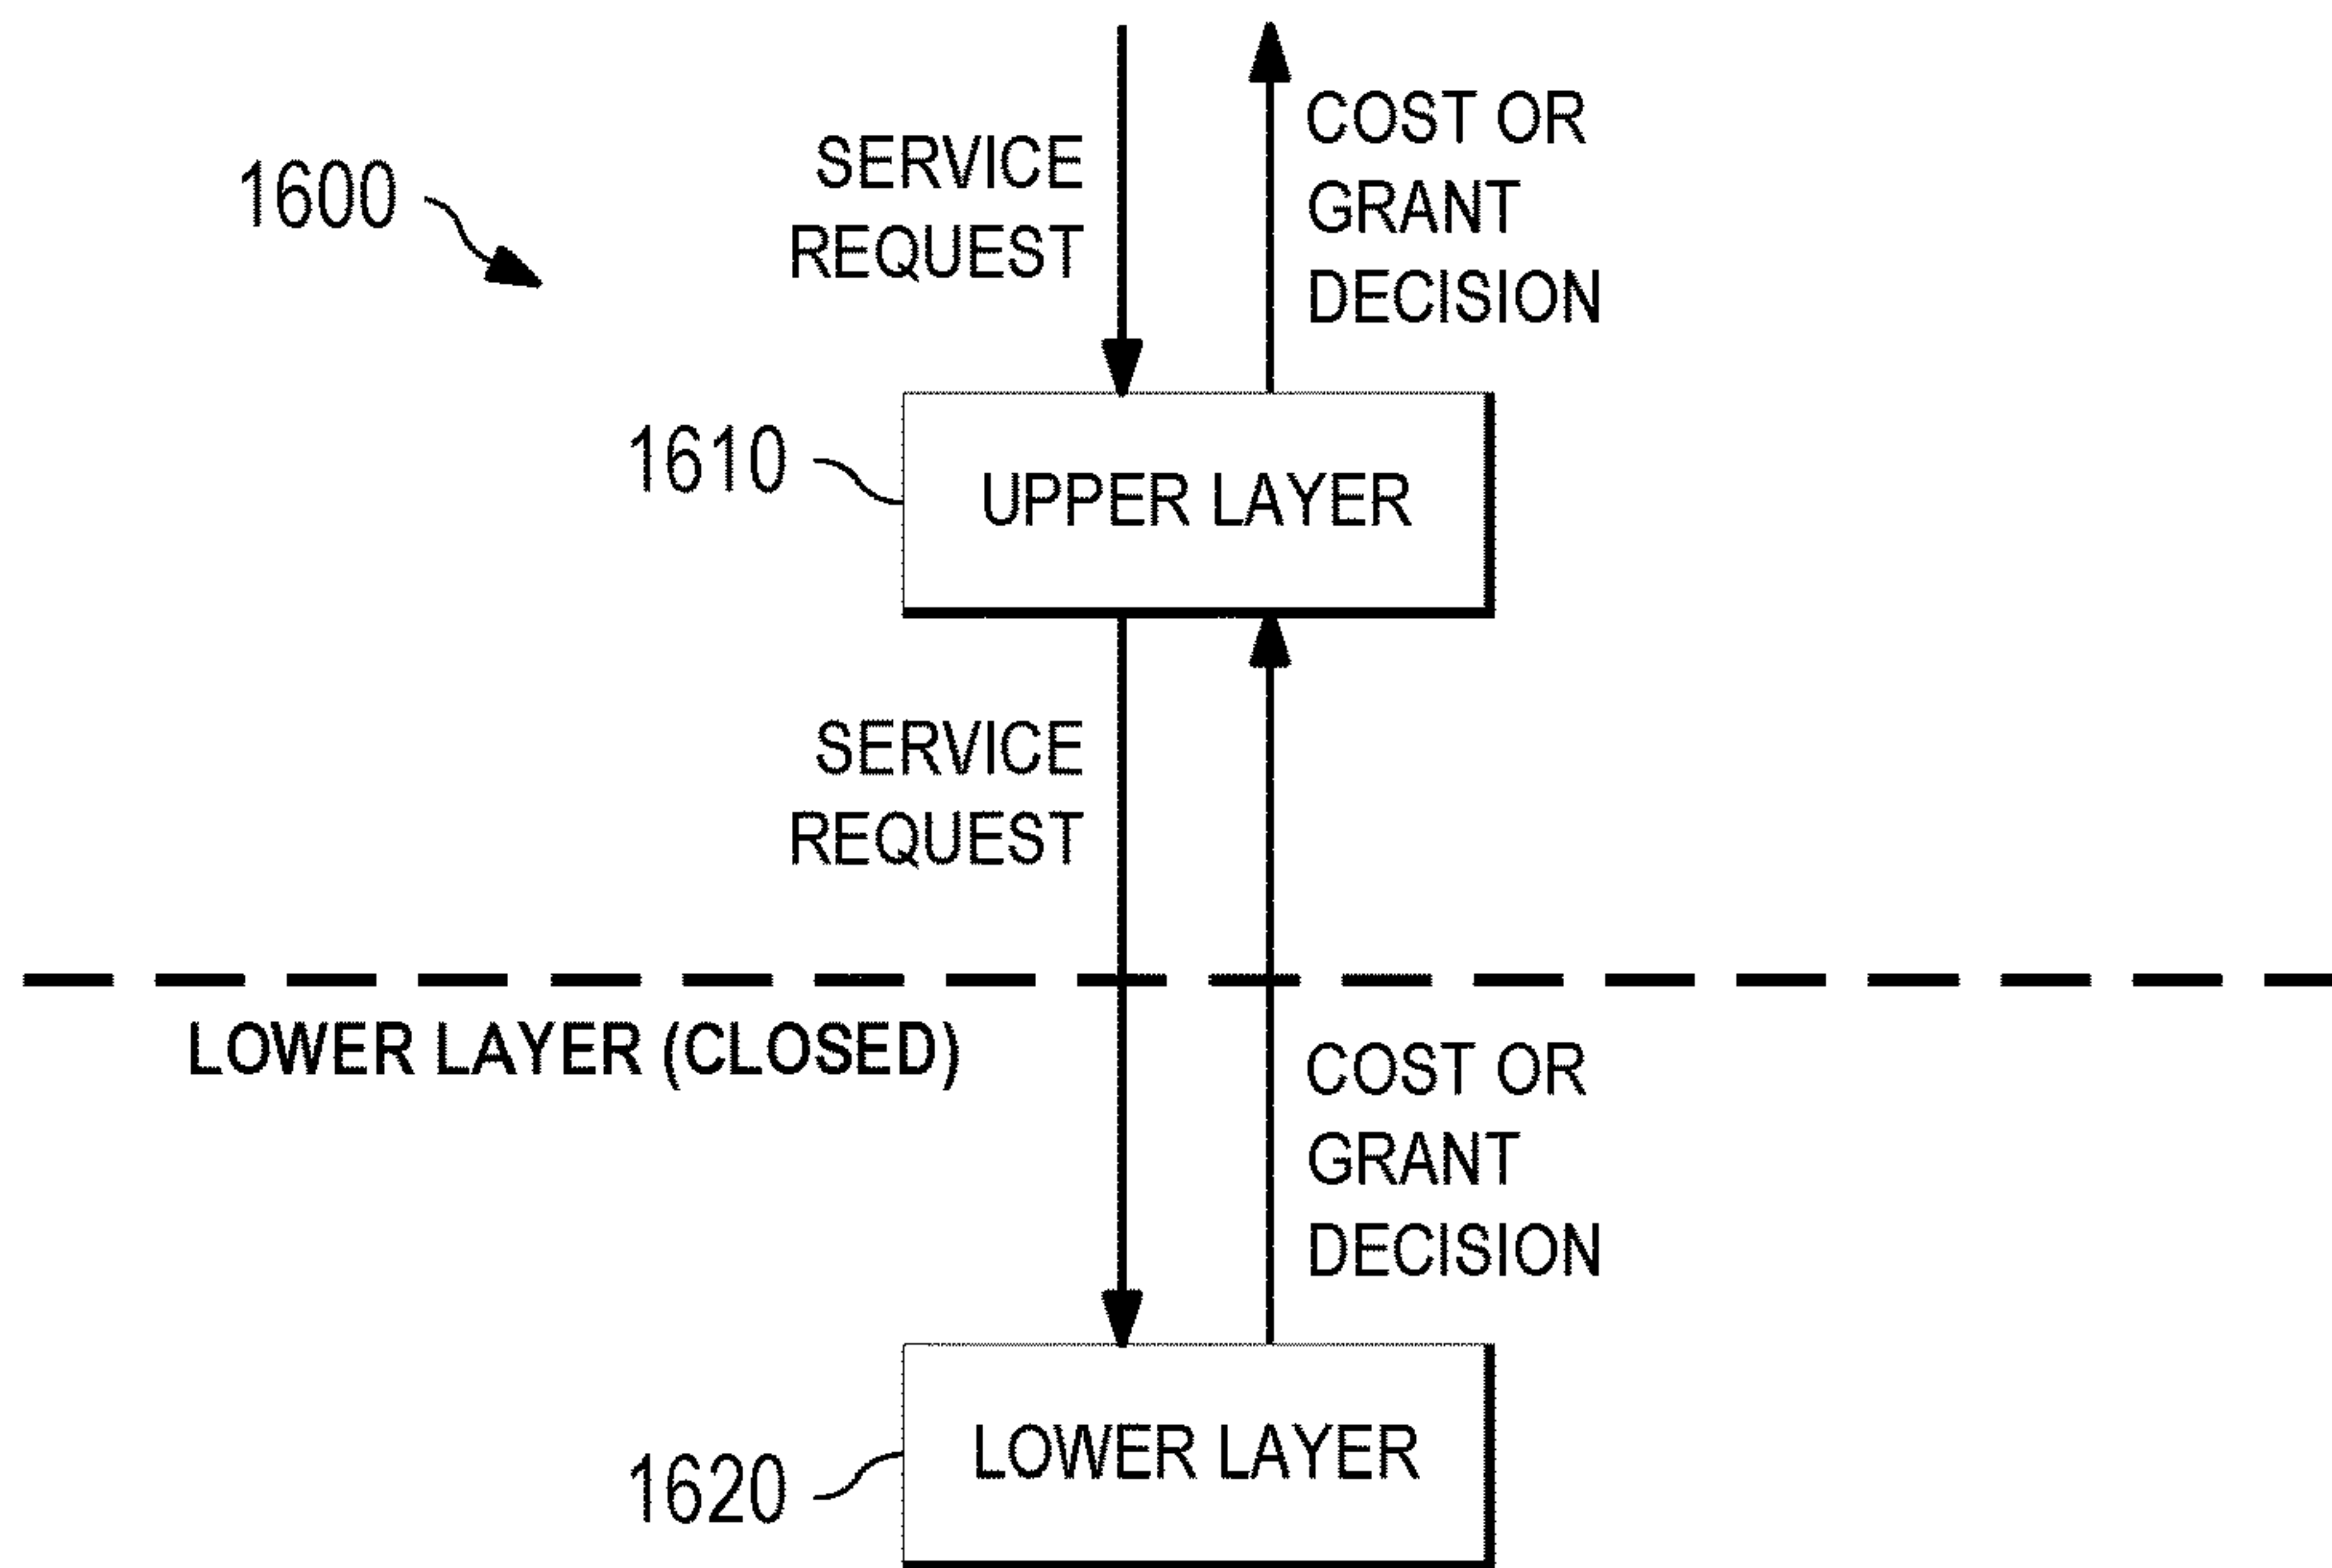 1600
SERVICE
REQUEST
COST OR
GRANT
DECISION
1610
UPPER LAYER
SERVICE
REQUEST
LOWER LAYER (CLOSED)
COST OR
GRANT
DECISION
1620
LOWER LAYER